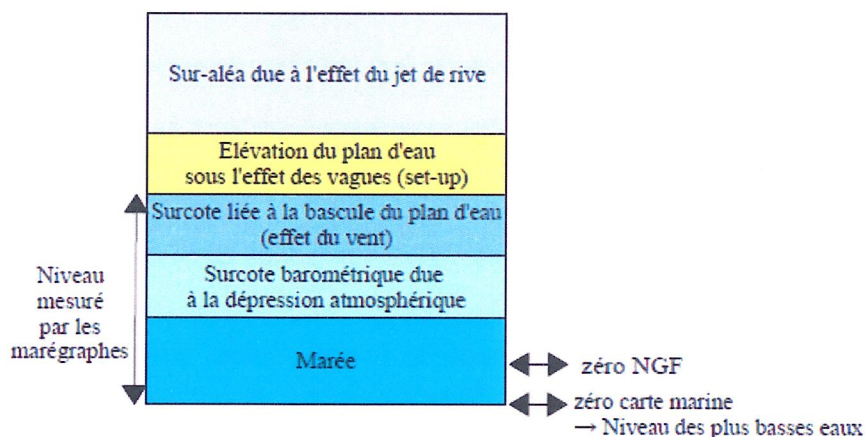 Sur-aléa due à l'effet du jet de rive
Elévation du plan d'eau
sous l'effet des vagues (set-up)
Surcote liée à la bascule du plan d'eau
(effet du vent)
Surcote barométrique due
à la dépression atmosphérique
Marée
Niveau
mesuré
par les
marégraphes
zéro NGF
zéro carte marine
→ Niveau des plus basses eaux